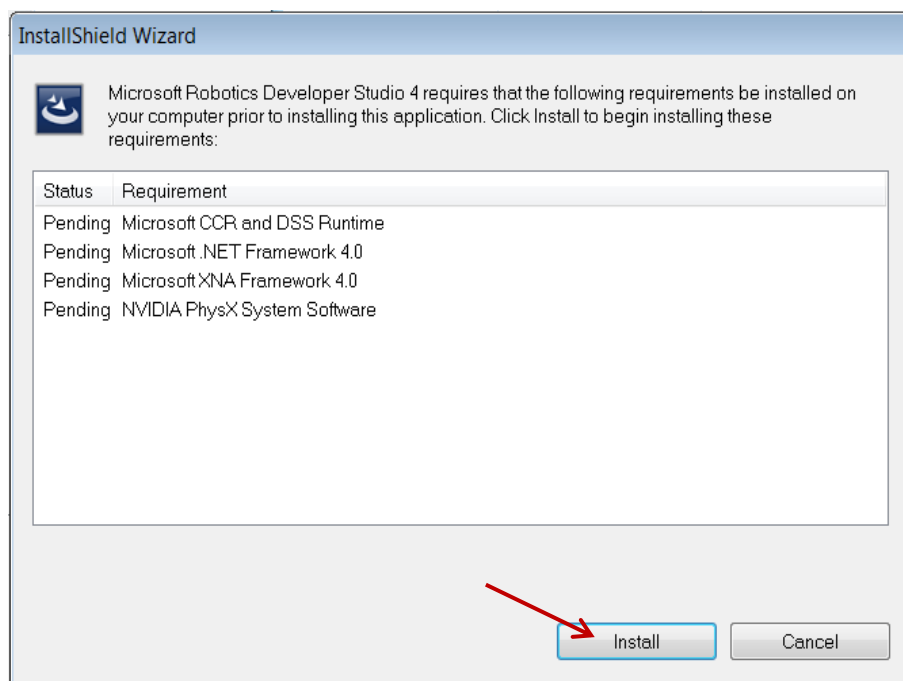 InstallShield Wizard
Microsoft Robotics Developer Studio 4 requires that the following requirements be installed on
your computer prior to installing this application. Click Install to begin installing these
requirements:
Status Requirement
Pending Microsoft CCR and DSS Runtime
Pending Microsoft .NET Framework 4.0
Pending Microsoft XNA Framework 4.0
Pending NVIDIA PhysX System Software
Install Cancel